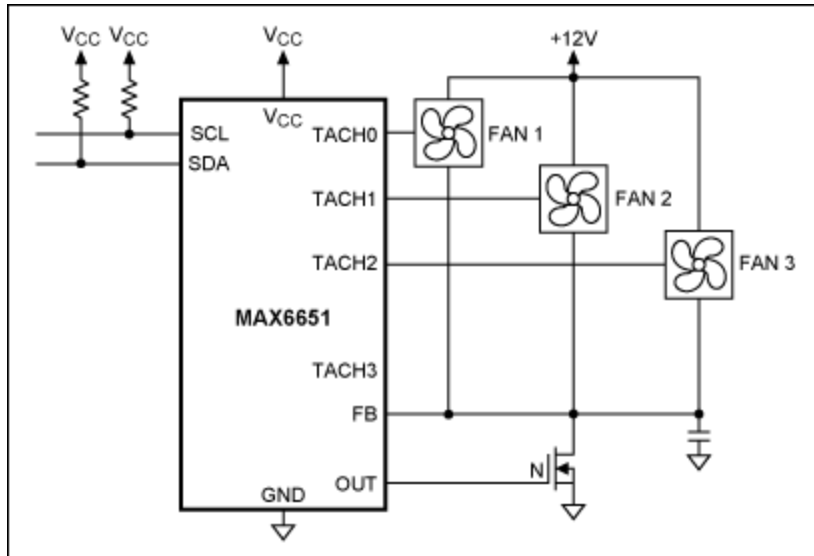 VCC VCC VCC +12V
VCC
SCL TACH0 FAN 1
SDA
TACH1 FAN 2
TACH2 FAN 3
MAX6651
TACH3
FB
N
OUT
GND